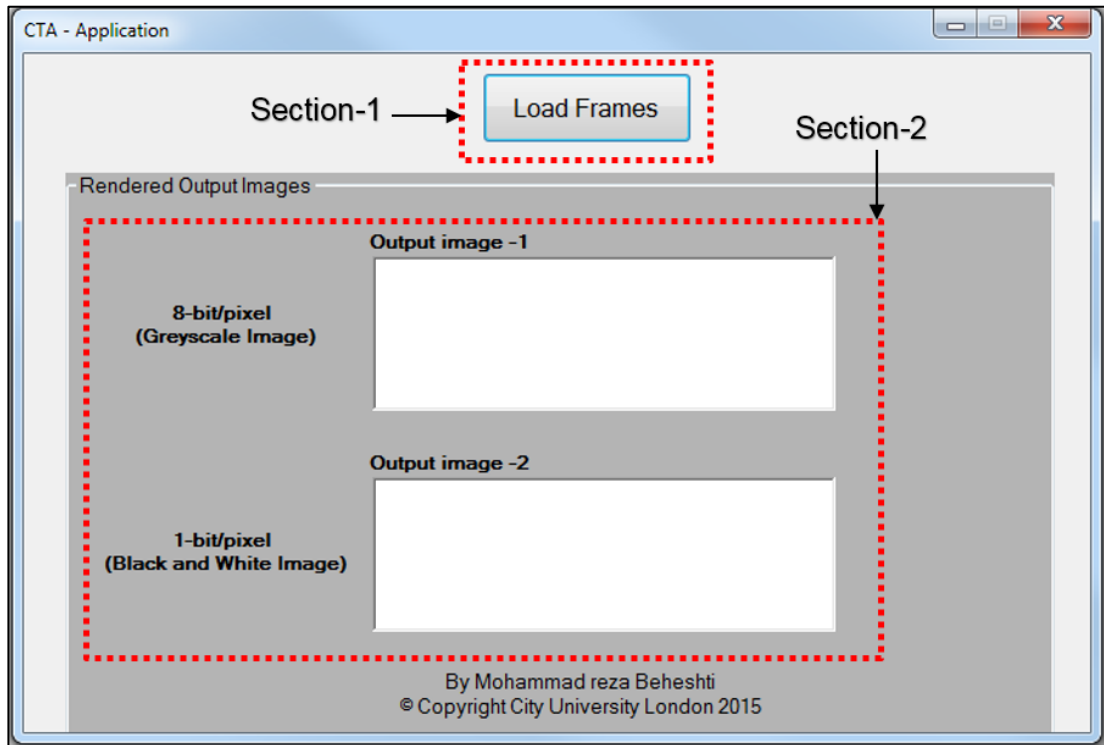 CTA - Application
Section-1
Load Frames
Section-2
Rendered Output Images
Output image -1
8-bit/pixel
(Greyscale Image)
Output image -2
1-bit/pixel
(Black and White Image)
By Mohammad reza Beheshti
© Copyright City University London 2015